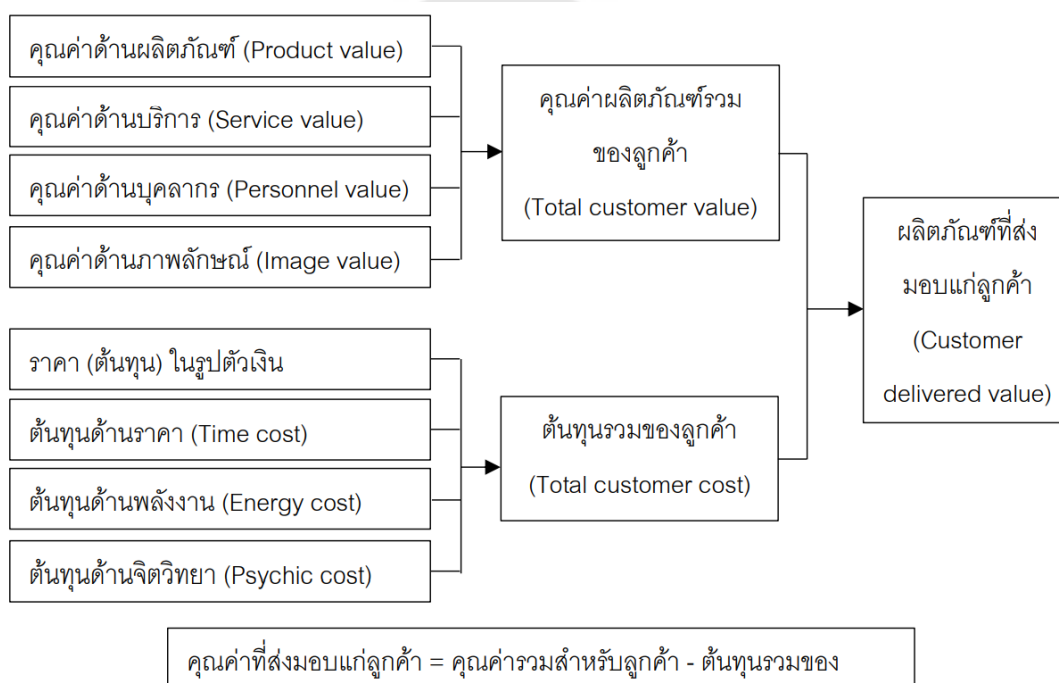 คุณค่าด้านผลิตภัณฑ์ (Product value)
คุณค่าด้านบริการ (Service value)
คุณค่าด้านบุคลากร (Personnel value)
คุณค่าด้านภาพลักษณ์ (Image value)
คุณค่าผลิตภัณฑ์รวม
ของลูกค้า
(Total customer value)
ราคา (ต้นทุน) ในรูปตัวเงิน
ต้นทุนด้านราคา (Time cost)
ต้นทุนด้านพลังงาน (Energy cost)
ต้นทุนด้านจิตวิทยา (Psychic cost)
ต้นทุนรวมของลูกค้า
(Total customer cost)
ผลิตภัณฑ์ที่ส่ง
มอบแก่ลูกค้า
(Customer
delivered value)
คุณค่าที่ส่งมอบแก่ลูกค้า = คุณค่ารวมสำหรับลูกค้า - ต้นทุนรวมของ